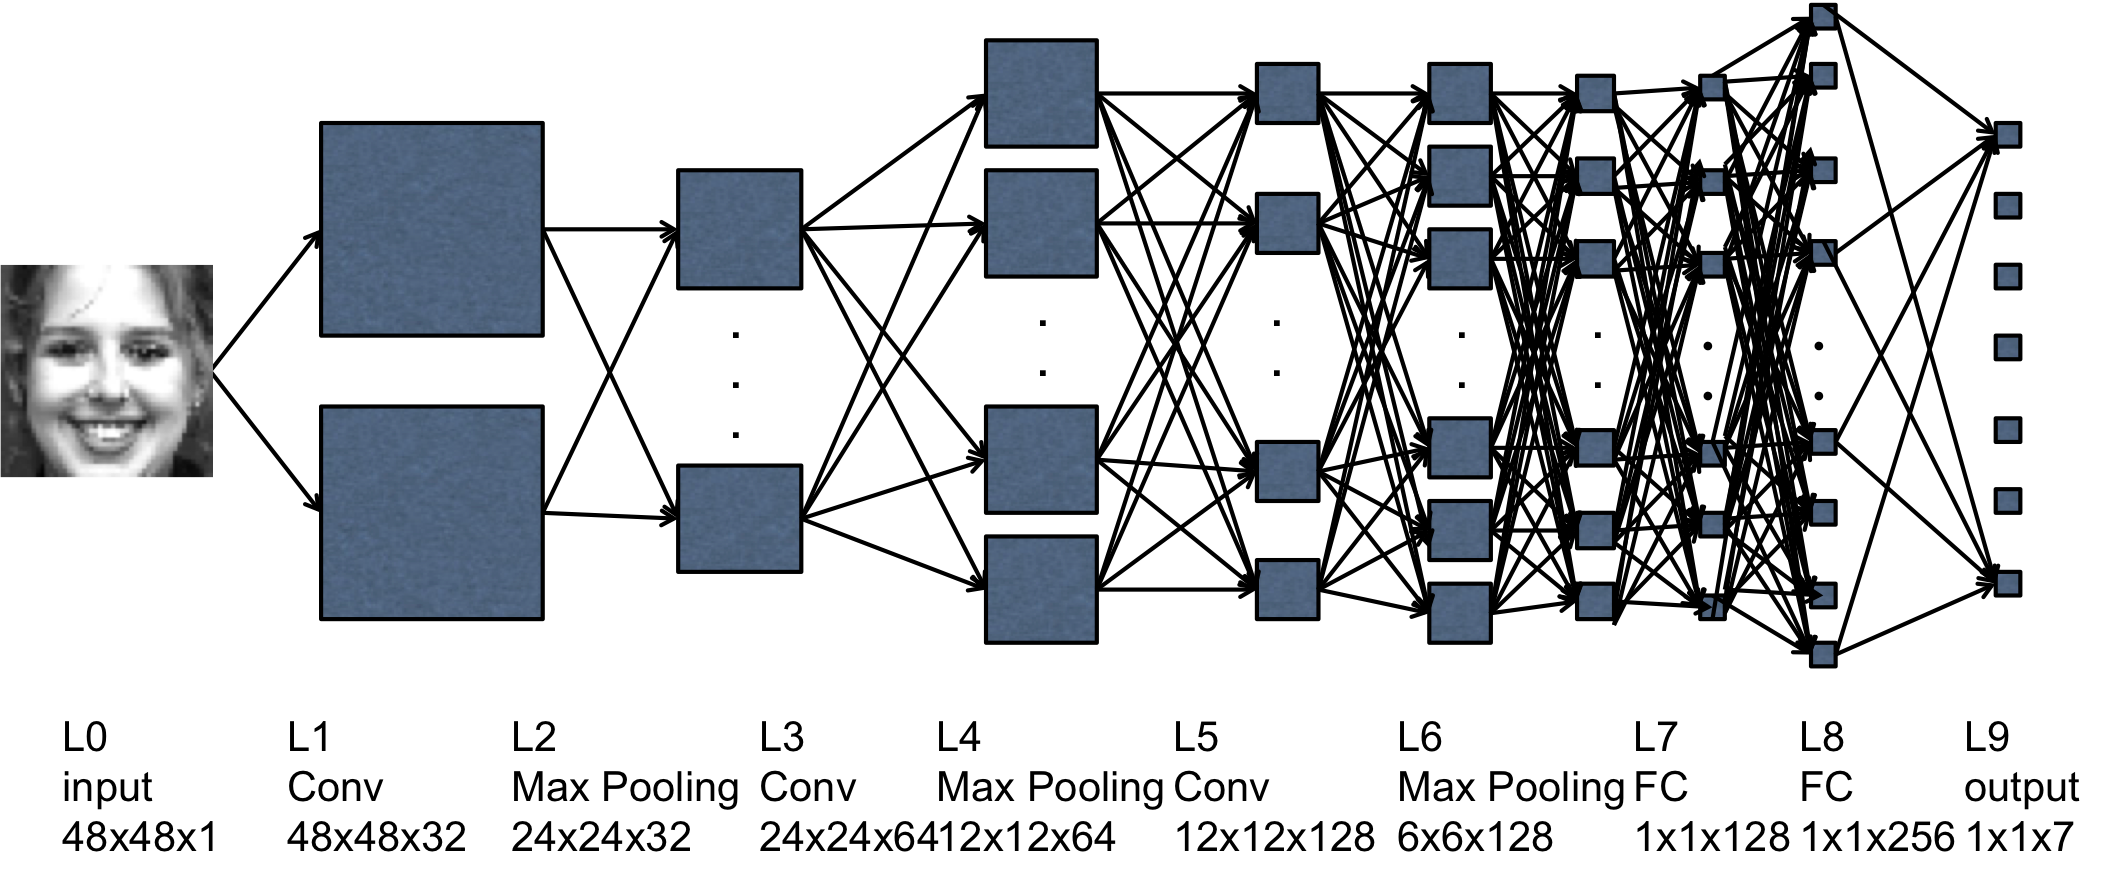 L0 L1 L2 L3 L4 L5 L6 L7 L8 L9
input Conv Max Pooling Conv Max Pooling Conv Max Pooling FC FC output
48x48x1 48x48x32 24x24x32 24x24x64 12x12x64 12x12x128 6x6x128 1x1x128 1x1x256 1x1x7